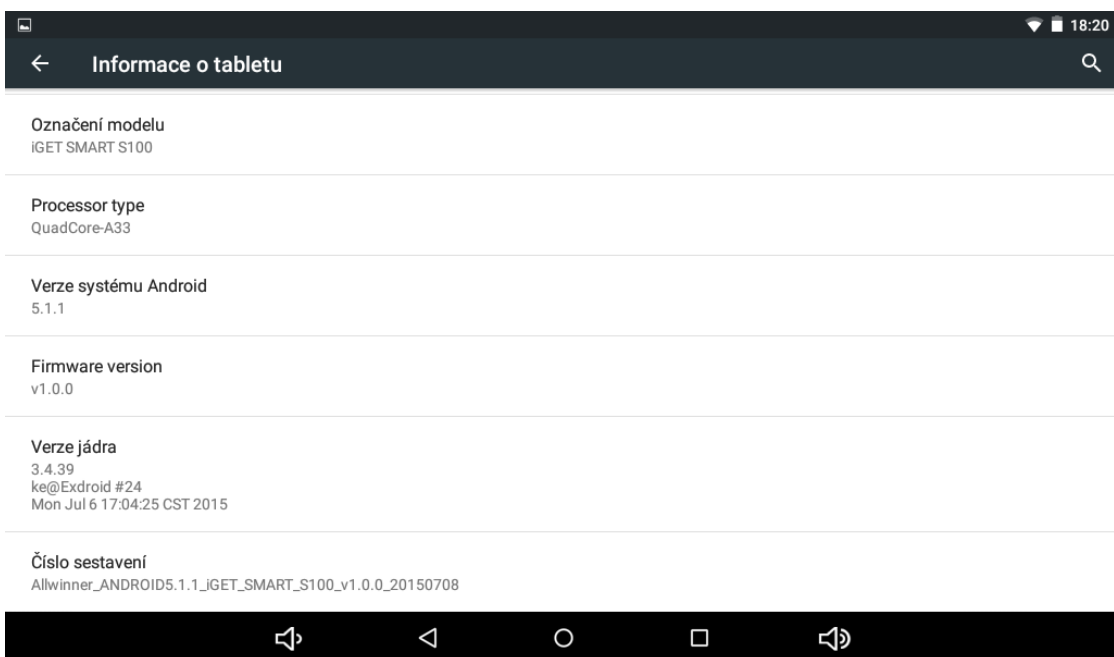 18:20
Informace o tabletu
Označení modelu
iGET SMART S100
Processor type
QuadCore-A33
Verze systému Android
5.1.1
Firmware version
v1.0.0
Verze jádra
3.4.39
ke@Exdroid #24
Mon Jul 6 17:04:25 CST 2015
Číslo sestavení
Allwinner_ANDROID5.1.1_iGET_SMART_S100_v1.0.0_20150708